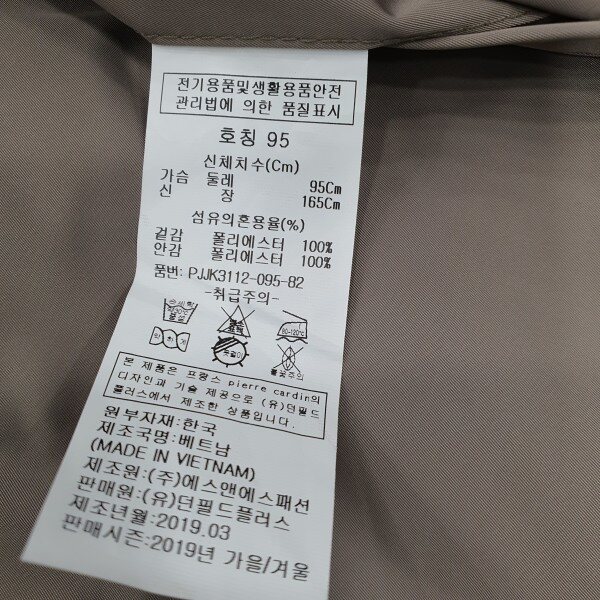 전기용품및생활용품안전
관리법에 의한 품질표시
호칭 95
신체치수(Cm)
가슴 둘레 95Cm
신 장 165Cm
섬유의혼용율(%)
겉감 폴리에스터 100%
안감 폴리에스터 100%
품번: PJJK3112-095-82
-취급주의-
80~120℃
드라이
본 제품은 프랑스 pierre cardin의
디자인과 기술 제공으로 (유)던필드
플러스에서 제조한 상품입니다.
원부자재:한국
제조국명:베트남
(MADE IN VIETNAM)
제조원:(주)에스앤에스패션
판매원:(유)던필드플러스
제조년월:2019.03
판매시즌:2019년 가을/겨울